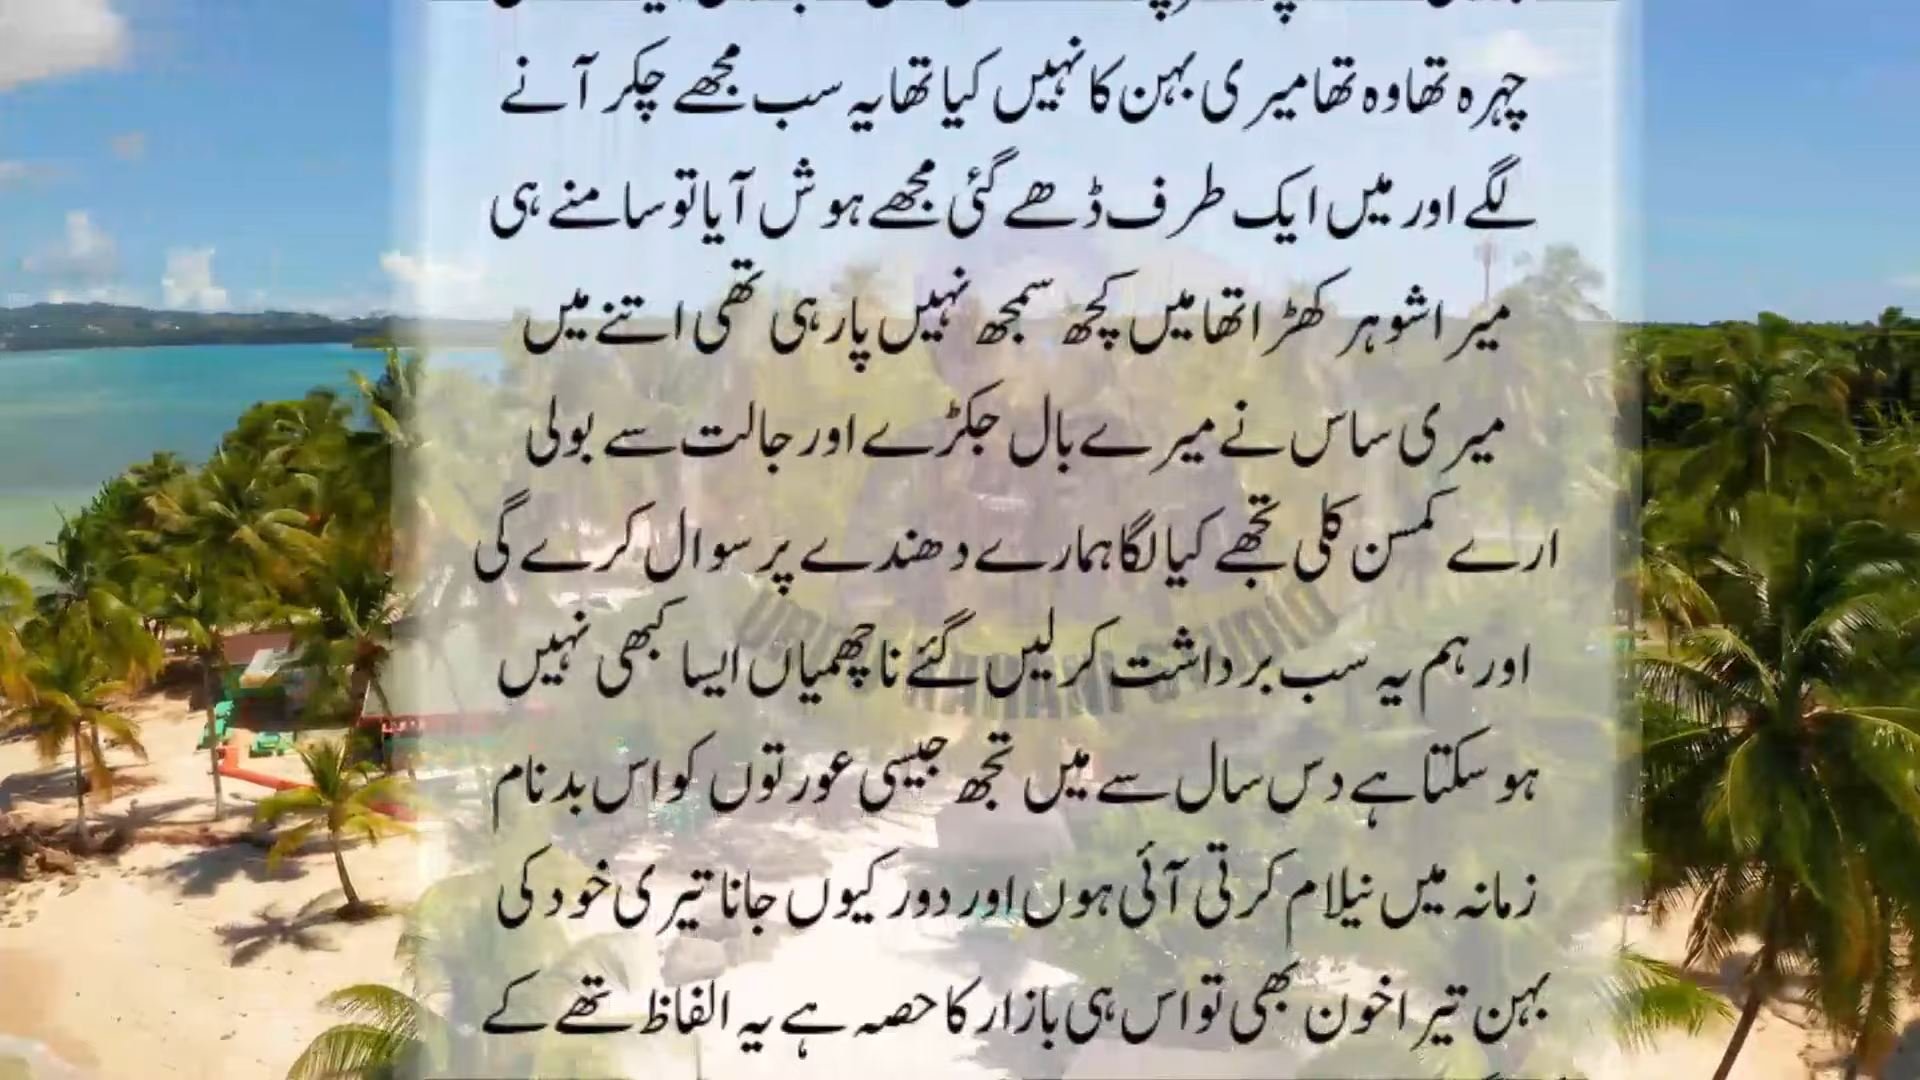 چہرہ تھا وہ تھا میری بہن کا نہیں کیا تھا یہ سب مجھے چکر آنے
لگے اور میں ایک طرف ڈھے گئی مجھے ہوش آیا تو سامنے ہی
میرا شوہر کھڑا تھا میں کچھ سمجھ نہیں پا رہی تھی اتنے میں
میری ساس نے میرے بال جکڑے اور جالت سے بولی
ارے کمسن کلی تجھے کیا لگا ہمارے دھندے پر سوال کرے گی
اور ہم یہ سب برداشت کر لیں گئے نا چھمیاں ایسا کبھی نہیں
ہو سکتا ہے دس سال سے میں تجھ جیسی عورتوں کو اس بدنام
زمانہ میں نیلام کرتی آئی ہوں اور دور کیوں جانا تیری خود کی
بہن تیرا خون بھی تو اس ہی بازار کا حصہ ہے یہ الفاظ تھے کے